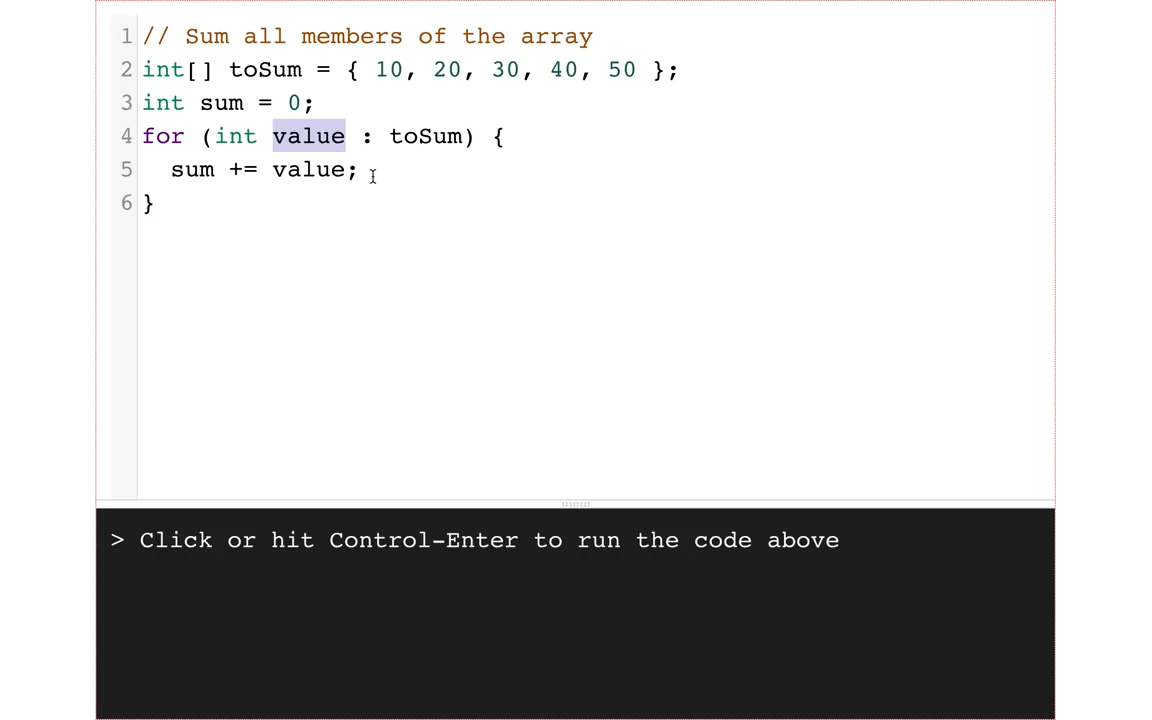 1 // Sum all members of the array
2 int[] toSum = { 10, 20, 30, 40, 50 };
3 int sum = 0;
4 for (int value : toSum) {
5   sum += value;
6 }
> Click or hit Control-Enter to run the code above